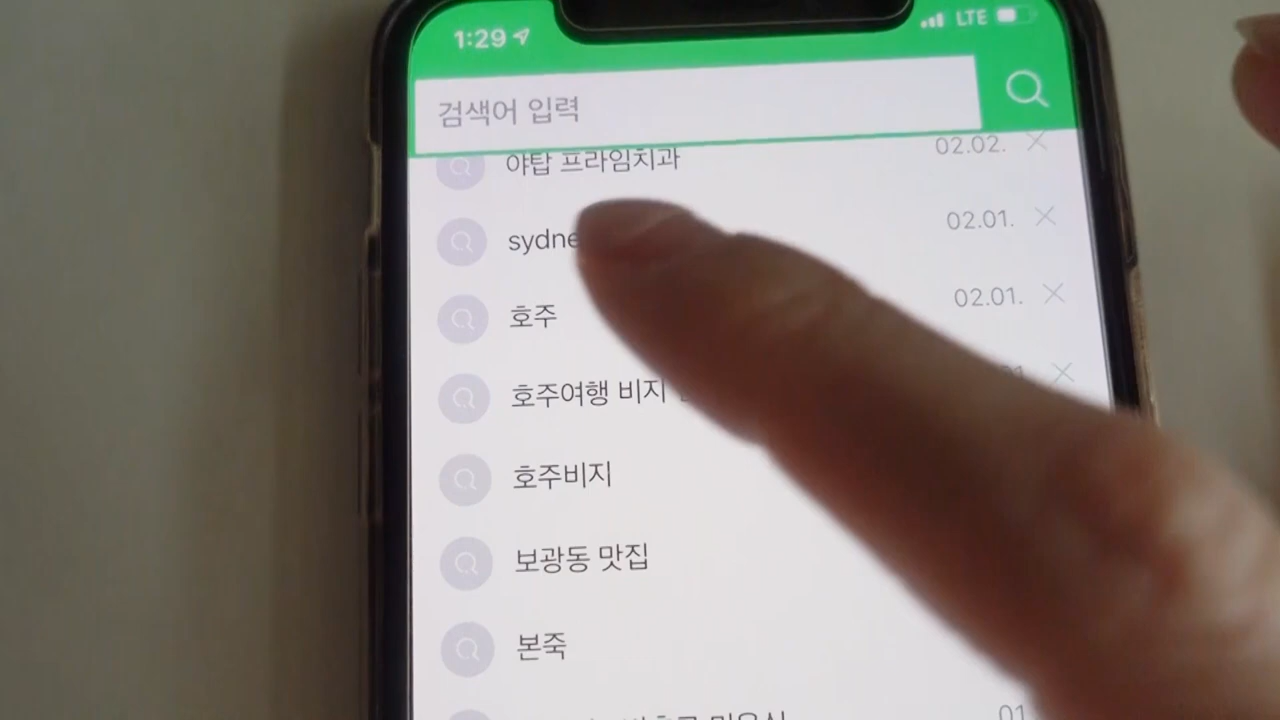 1:29 LTE
검색어 입력
야탑 프라임치과 02.02.
02.01.
호주 02.01.
호주여행 비지
호주비지
보광동 맛집
본죽
01